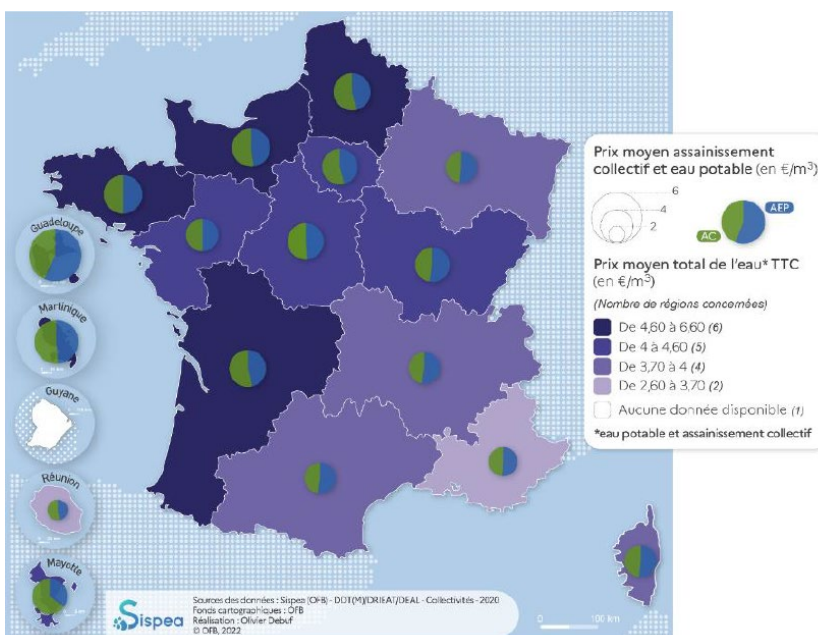 Guadeloupe
Martinique
Guyane
Réunion
Mayotte
Prix moyen assainissement
collectif et eau potable (en €/m³)
6
4
2
AEP
AC
Prix moyen total de l'eau* TTC
(en €/m³)
(Nombre de régions concernées)
De 4,60 à 6,60 (6)
De 4 à 4,60 (5)
De 3,70 à 4 (4)
De 2,60 à 3,70 (2)
Aucune donnée disponible (1)
*eau potable et assainissement collectif
Sispea
Sources des données : Sispea (OFB) - DDT(M)/DRIEAT/DEAL - Collectivités - 2020
Fonds cartographiques : OFB
Réalisation : Olivier Debuf
© OFB, 2022
0 100 km